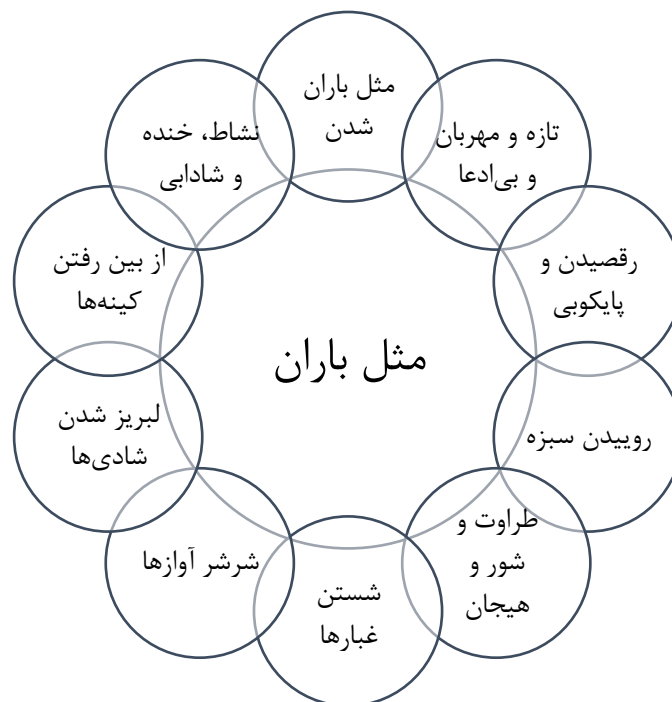 مثل باران
مثل باران
شدن
تازه و مهربان
و بی‌ادعا
رقصیدن و
پایکوبی
روییدن سبزه
طراوت و
شور و
هیجان
شستن
غبارها
شرشر آوازها
لبریز شدن
شادی‌ها
از بین رفتن
کینه‌ها
نشاط، خنده
و شادابی